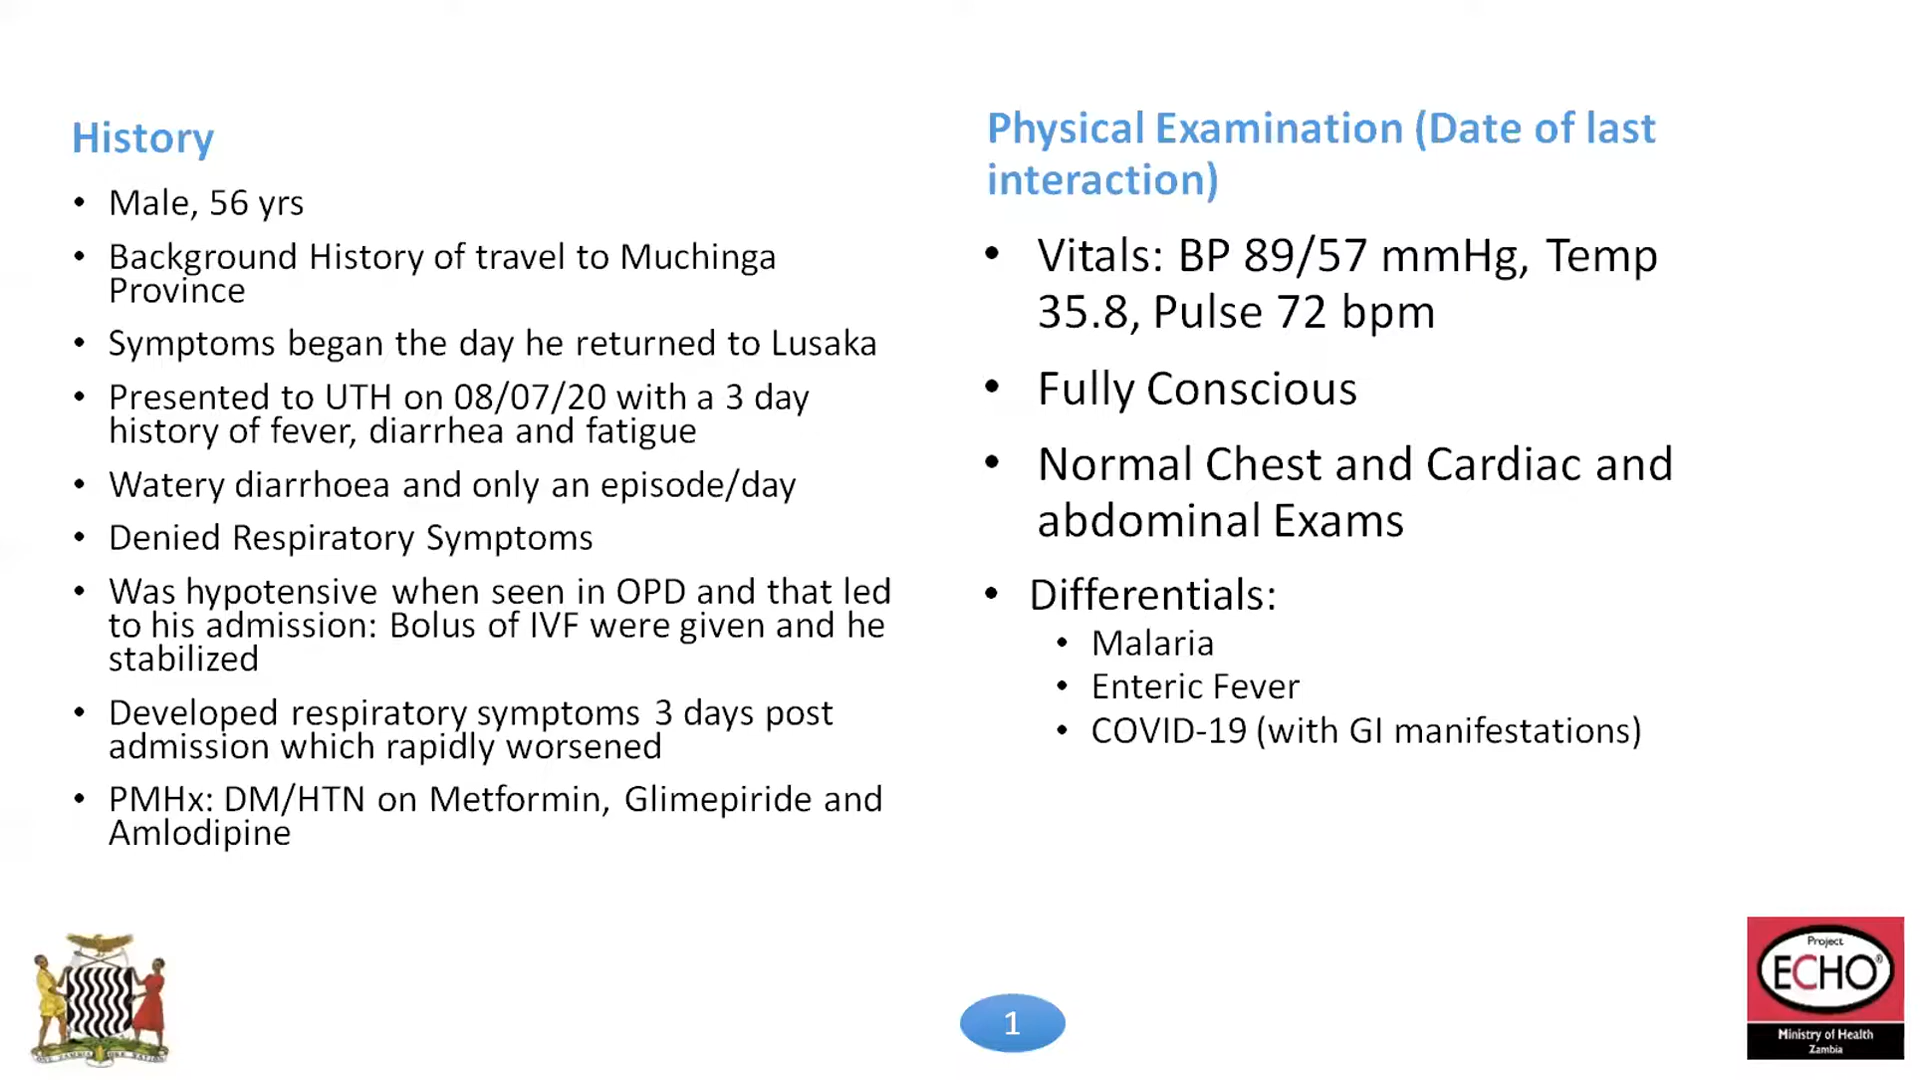 History
• Male, 56 yrs
• Background History of travel to Muchinga
Province
• Symptoms began the day he returned to Lusaka
• Presented to UTH on 08/07/20 with a 3 day
history of fever, diarrhea and fatigue
• Watery diarrhoea and only an episode/day
• Denied Respiratory Symptoms
• Was hypotensive when seen in OPD and that led
to his admission: Bolus of IVF were given and he
stabilized
• Developed respiratory symptoms 3 days post
admission which rapidly worsened
• PMHx: DM/HTN on Metformin, Glimepiride and
Amlodipine
Physical Examination (Date of last
interaction)
• Vitals: BP 89/57 mmHg, Temp
35.8, Pulse 72 bpm
• Fully Conscious
• Normal Chest and Cardiac and
abdominal Exams
• Differentials:
• Malaria
• Enteric Fever
• COVID-19 (with GI manifestations)
ONE ZAMBIA ONE NATION
1
Project
ECHO®
Ministry of Health
Zambia